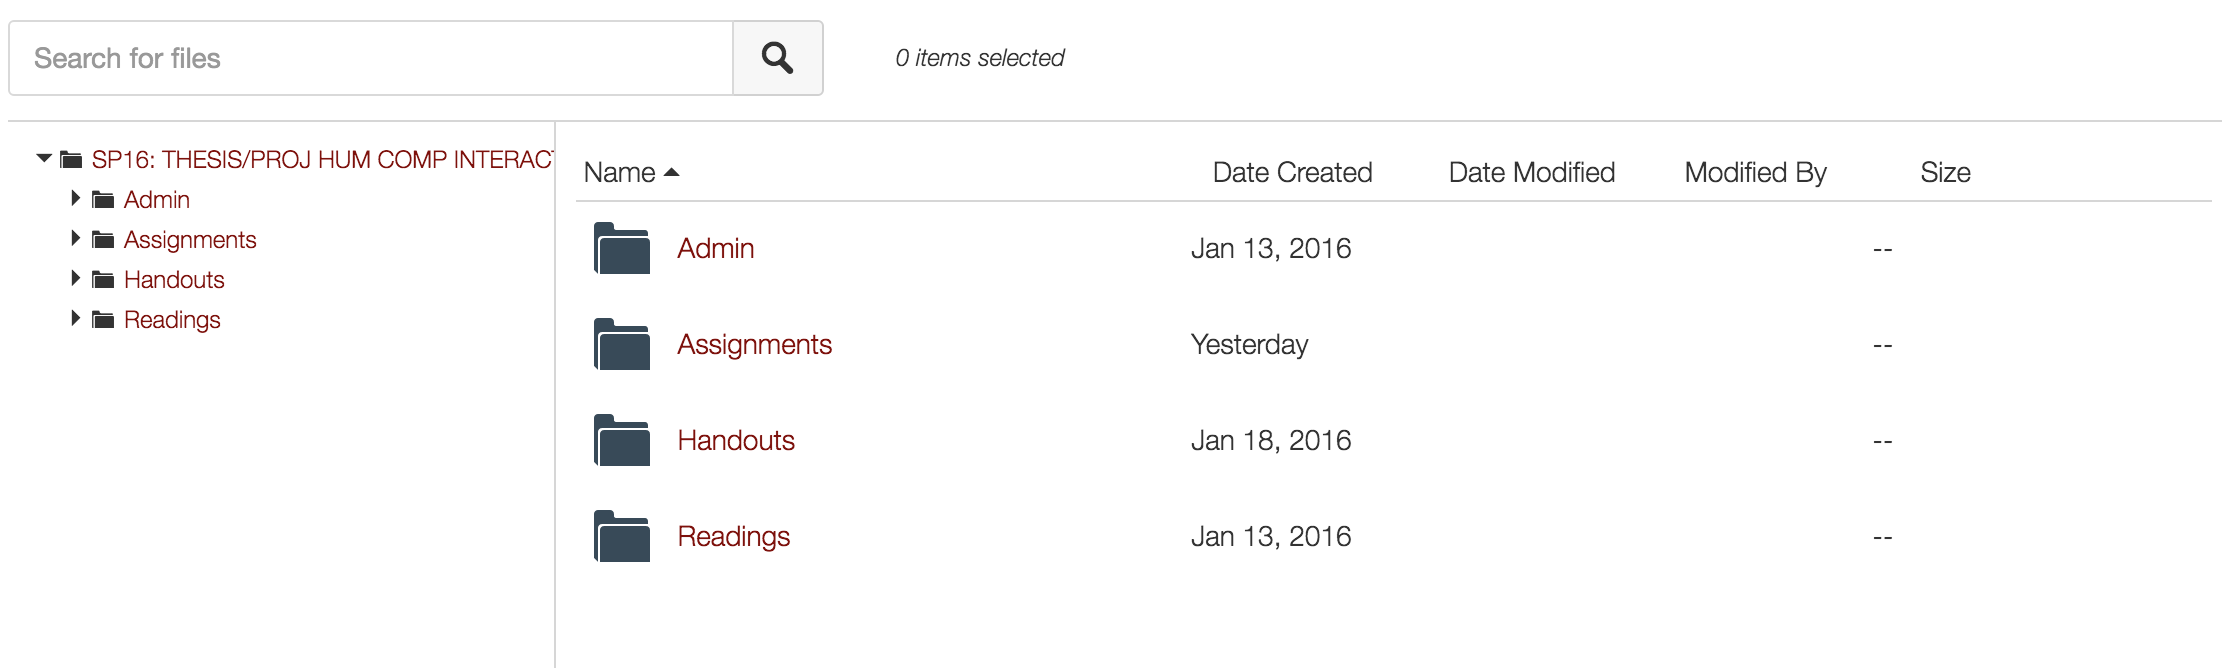 Search for files
0 items selected
SP16: THESIS/PROJ HUM COMP INTERAC
Admin
Assignments
Handouts
Readings
Name Date Created Date Modified Modified By Size
Admin Jan 13, 2016 --
Assignments Yesterday --
Handouts Jan 18, 2016 --
Readings Jan 13, 2016 --